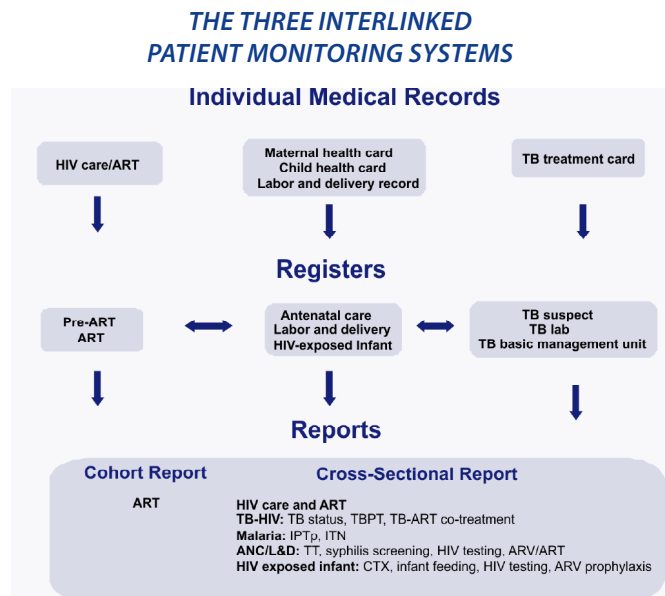 THE THREE INTERLINKED
PATIENT MONITORING SYSTEMS
Individual Medical Records
HIV care/ART
Maternal health card
Child health card
Labor and delivery record
TB treatment card
Registers
Pre-ART
ART
Antenatal care
Labor and delivery
HIV-exposed Infant
TB suspect
TB lab
TB basic management unit
Reports
Cohort Report
ART
Cross-Sectional Report
HIV care and ART
TB-HIV: TB status, TBPT, TB-ART co-treatment
Malaria: IPTp, ITN
ANC/L&D: TT, syphilis screening, HIV testing, ARV/ART
HIV exposed infant: CTX, infant feeding, HIV testing, ARV prophylaxis